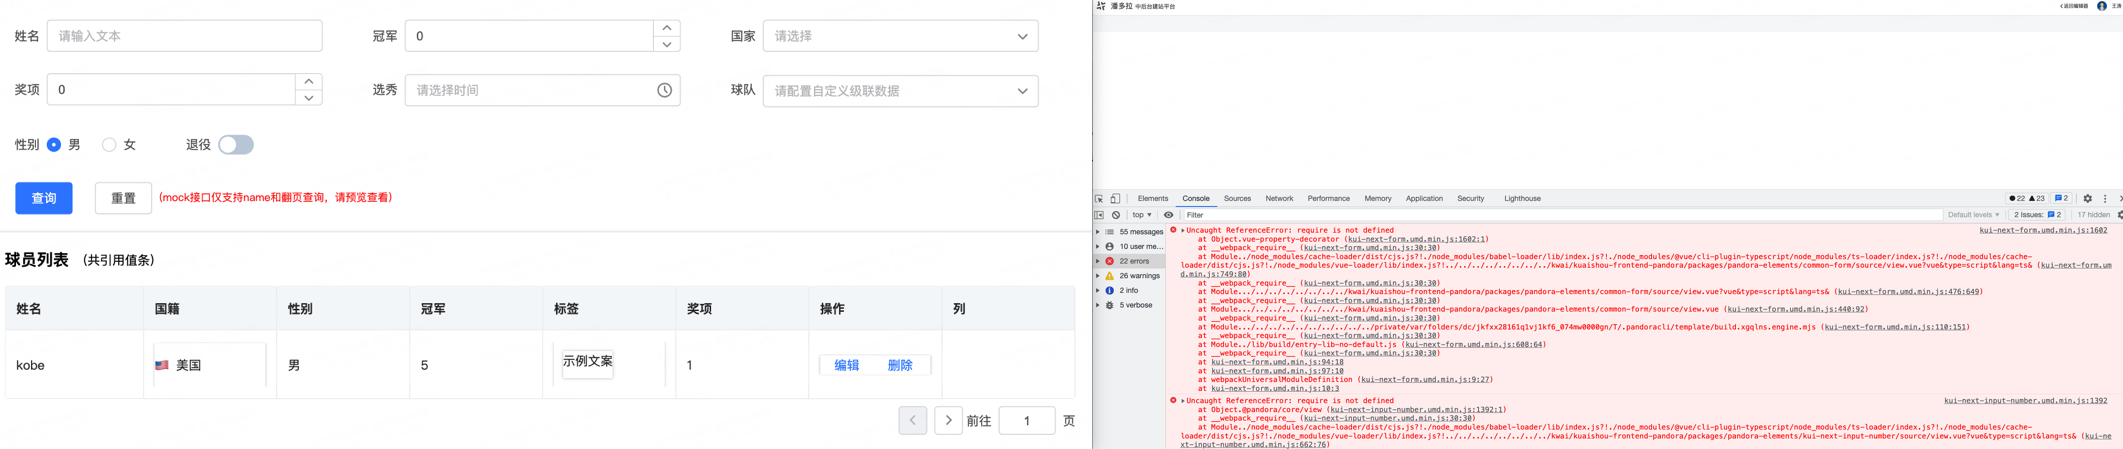 姓名 请输入文本 冠军 0 国家 请选择
奖项 0 选秀 请选择时间 球队 请配置自定义级联数据
性别 男 女 退役
查询 重置 (mock接口仅支持name和翻页查询，请预览查看)
球员列表 (共引用值条)
姓名 国籍 性别 冠军 标签 奖项 操作 列
kobe 🇺🇸 美国 男 5 示例文案 1 编辑 删除
前往 1 页
潘多拉 中后台建站平台
返回编辑器 王涛
Elements Console Sources Network Performance Memory Application Security Lighthouse 22 23 2
top Filter Default levels 2 Issues: 2 17 hidden
55 messages
10 user me...
22 errors
26 warnings
2 info
5 verbose
Uncaught ReferenceError: require is not defined kui-next-form.umd.min.js:1602
at Object.vue-property-decorator (kui-next-form.umd.min.js:1602:1)
at __webpack_require__ (kui-next-form.umd.min.js:30:30)
at Module../node_modules/cache-loader/dist/cjs.js?!./node_modules/babel-loader/lib/index.js?!./node_modules/@vue/cli-plugin-typescript/node_modules/ts-loader/index.js?!./node_modules/cache-
loader/dist/cjs.js?!./node_modules/vue-loader/lib/index.js?!../../../../../../../../kwai/kuaishou-frontend-pandora/packages/pandora-elements/common-form/source/view.vue?vue&type=script&lang=ts& (kui-next-form.um
d.min.js:749:80)
at __webpack_require__ (kui-next-form.umd.min.js:30:30)
at Module.../../../../../../../../kwai/kuaishou-frontend-pandora/packages/pandora-elements/common-form/source/view.vue?vue&type=script&lang=ts& (kui-next-form.umd.min.js:476:649)
at __webpack_require__ (kui-next-form.umd.min.js:30:30)
at Module.../../../../../../../../kwai/kuaishou-frontend-pandora/packages/pandora-elements/common-form/source/view.vue (kui-next-form.umd.min.js:440:92)
at __webpack_require__ (kui-next-form.umd.min.js:30:30)
at Module.../../../../../../../../private/var/folders/dc/jkfxx28161q1vj1kf6_074mw0000gn/T/.pandoracli/template/build.xgqlns.engine.mjs (kui-next-form.umd.min.js:110:151)
at __webpack_require__ (kui-next-form.umd.min.js:30:30)
at Module../lib/build/entry-lib-no-default.js (kui-next-form.umd.min.js:608:64)
at __webpack_require__ (kui-next-form.umd.min.js:30:30)
at kui-next-form.umd.min.js:94:18
at kui-next-form.umd.min.js:97:10
at webpackUniversalModuleDefinition (kui-next-form.umd.min.js:9:27)
at kui-next-form.umd.min.js:10:3
Uncaught ReferenceError: require is not defined kui-next-input-number.umd.min.js:1392
at Object.@pandora/core/view (kui-next-input-number.umd.min.js:1392:1)
at __webpack_require__ (kui-next-input-number.umd.min.js:30:30)
at Module../node_modules/cache-loader/dist/cjs.js?!./node_modules/babel-loader/lib/index.js?!./node_modules/@vue/cli-plugin-typescript/node_modules/ts-loader/index.js?!./node_modules/cache-
loader/dist/cjs.js?!./node_modules/vue-loader/lib/index.js?!../../../../../../../../kwai/kuaishou-frontend-pandora/packages/pandora-elements/kui-next-input-number/source/view.vue?vue&type=script&lang=ts& (kui-ne
xt-input-number.umd.min.js:662:76)